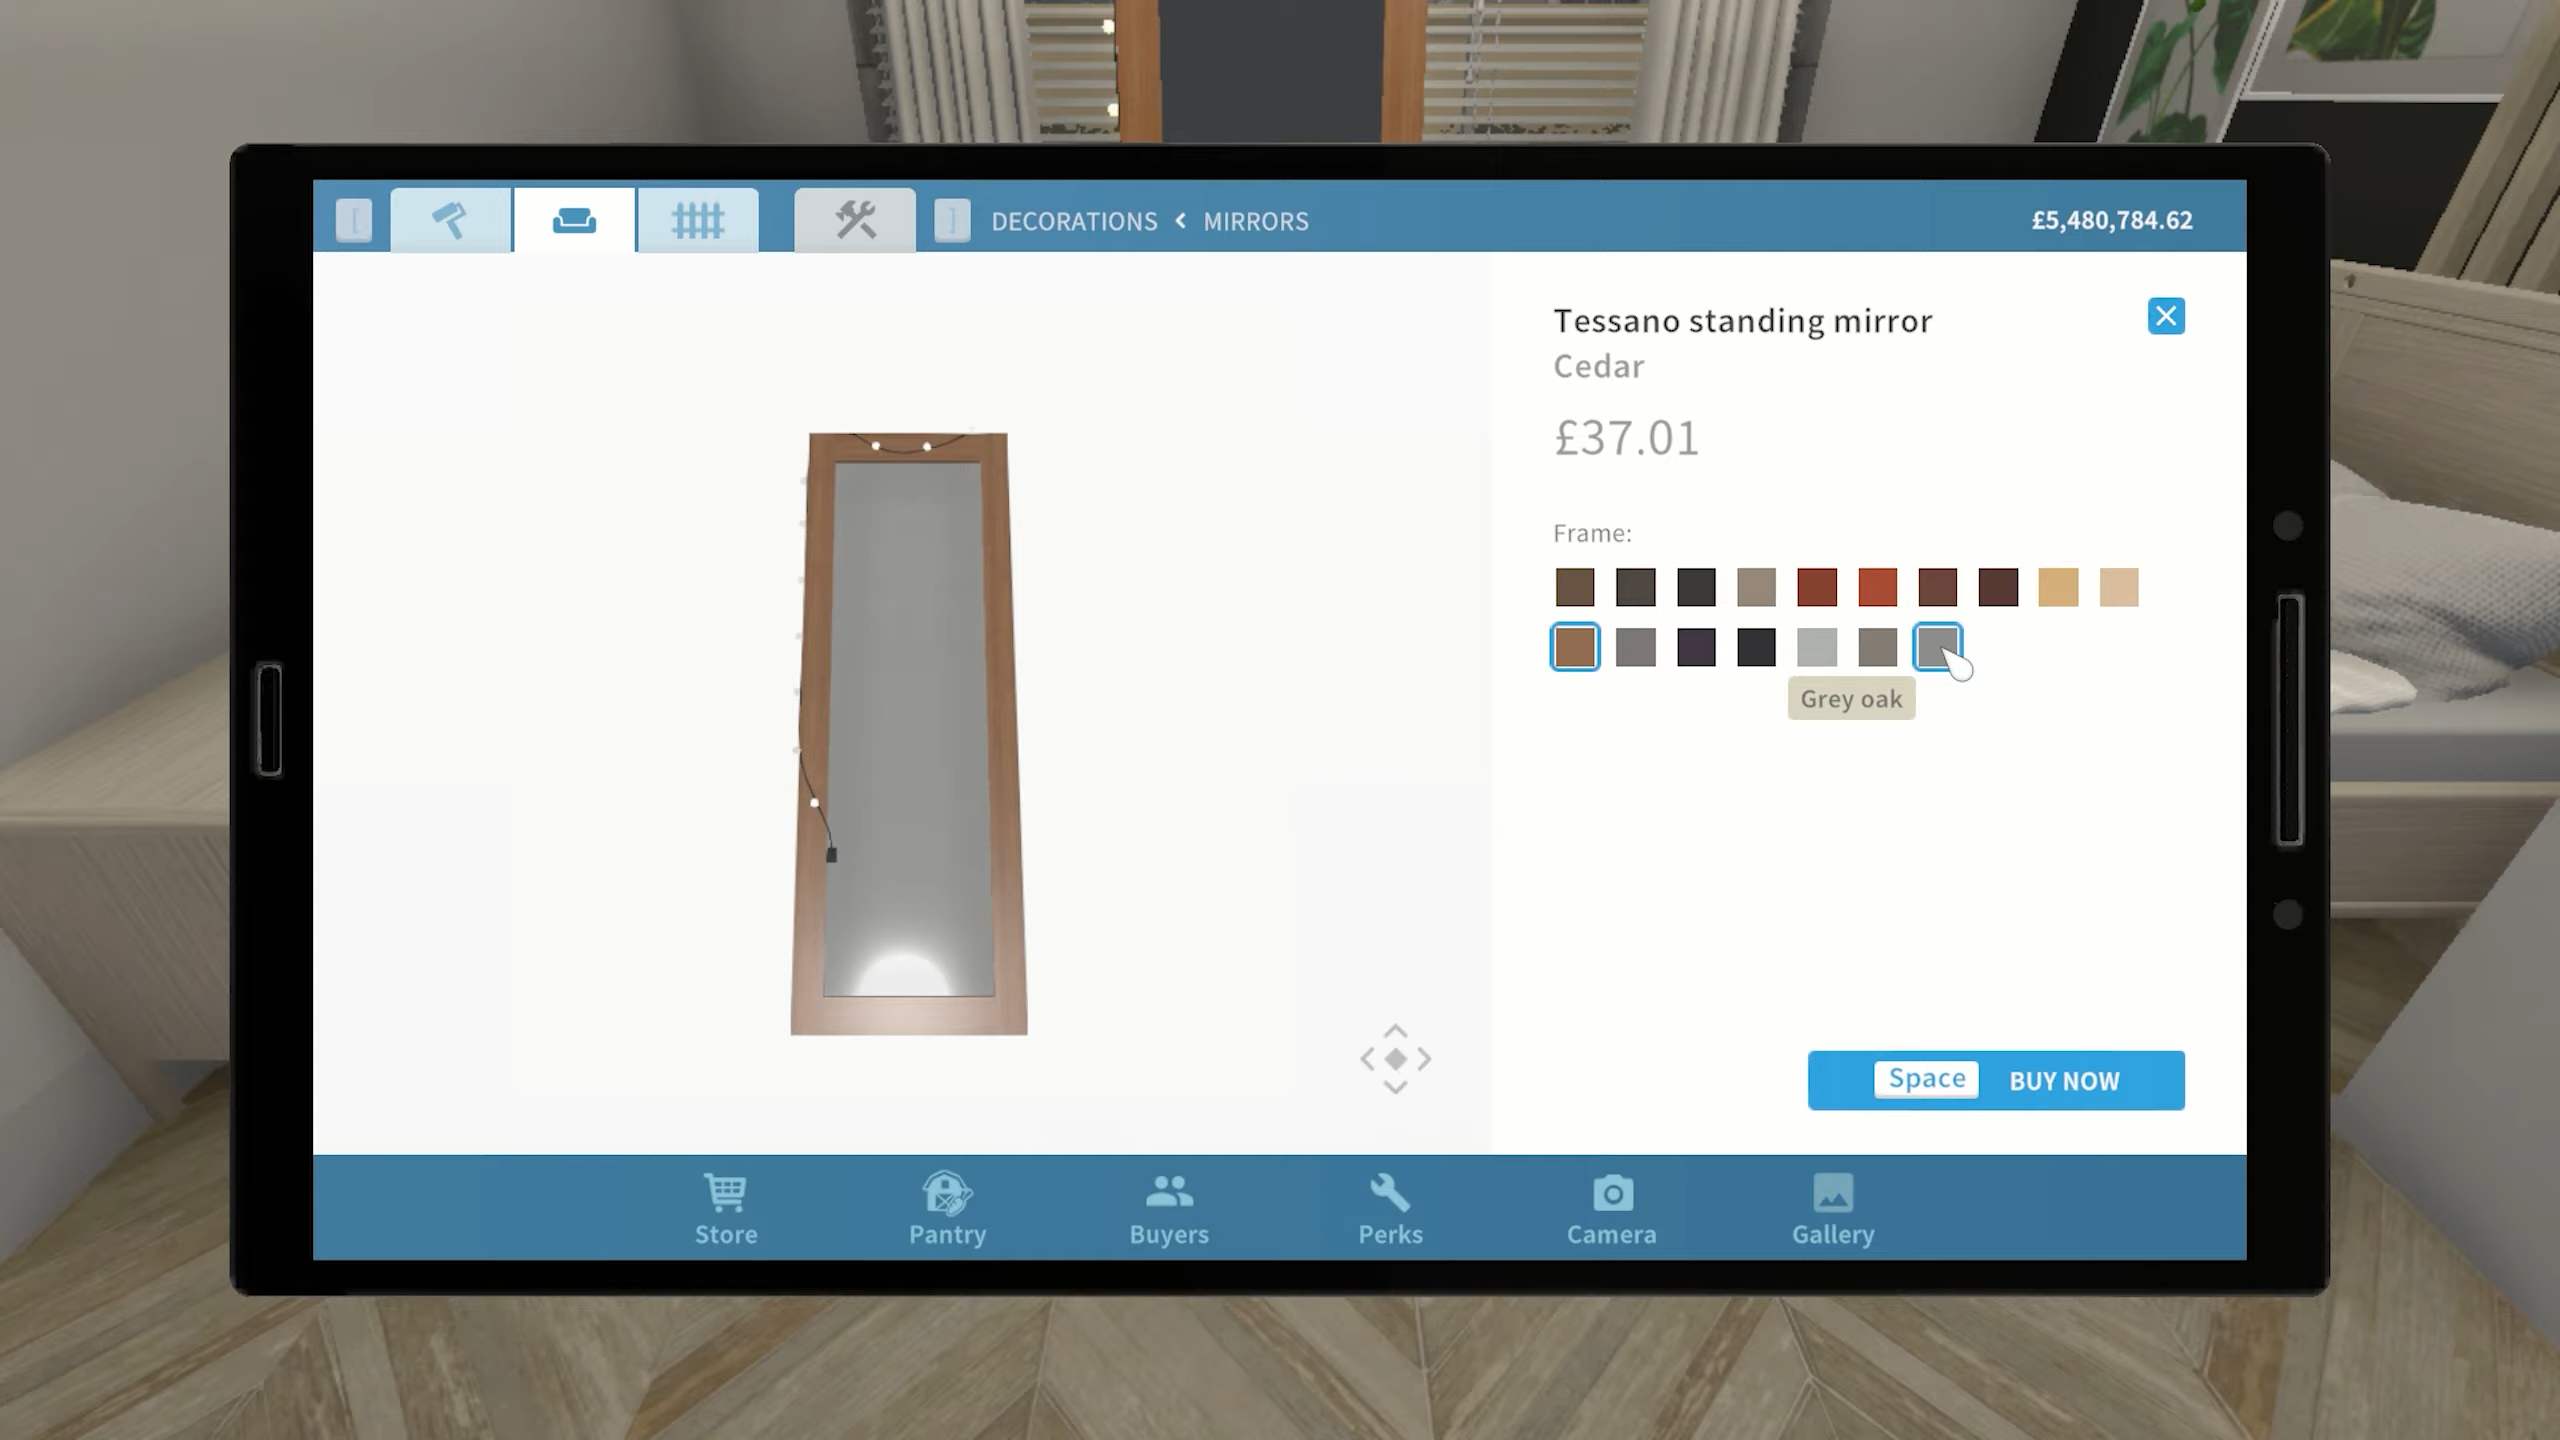 [
] DECORATIONS < MIRRORS
£5,480,784.62
Tessano standing mirror
Cedar
£37.01
Frame:
Grey oak
Space BUY NOW
Store
Pantry
Buyers
Perks
Camera
Gallery